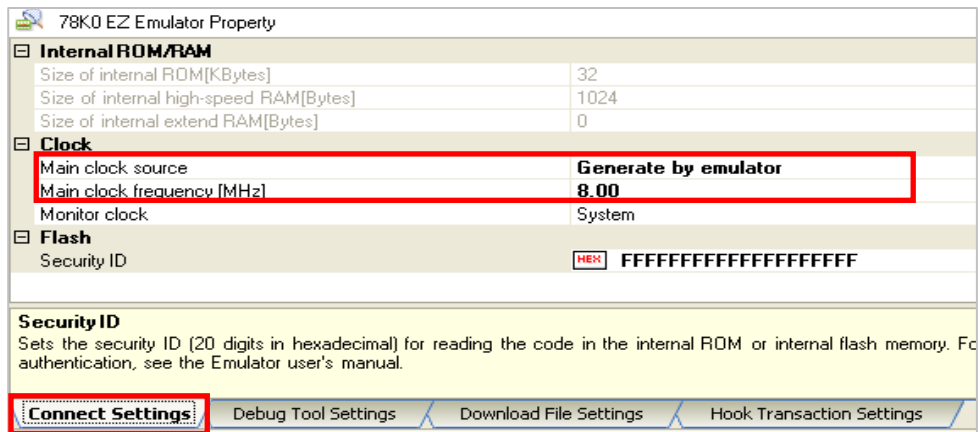 78K0 EZ Emulator Property
Internal ROM/RAM
Size of internal ROM[KBytes] 32
Size of internal high-speed RAM[Bytes] 1024
Size of internal extend RAM[Bytes] 0
Clock
Main clock source Generate by emulator
Main clock frequency [MHz] 8.00
Monitor clock System
Flash
Security ID HEX FFFFFFFFFFFFFFFFFFFF
Security ID
Sets the security ID (20 digits in hexadecimal) for reading the code in the internal ROM or internal flash memory. Fo
authentication, see the Emulator user's manual.
Connect Settings Debug Tool Settings Download File Settings Hook Transaction Settings